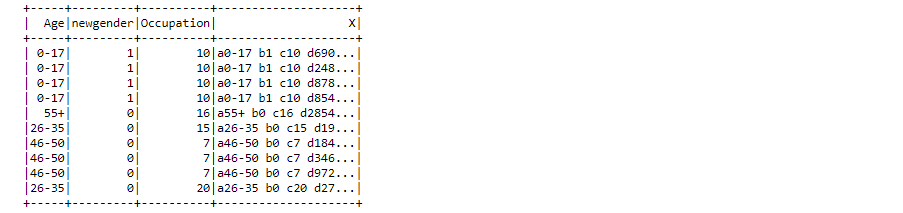 +-----+---------+----------+--------------------+
|  Age|newgender|Occupation|                   X|
+-----+---------+----------+--------------------+
| 0-17|        1|        10|a0-17 b1 c10 d690...|
| 0-17|        1|        10|a0-17 b1 c10 d248...|
| 0-17|        1|        10|a0-17 b1 c10 d878...|
| 0-17|        1|        10|a0-17 b1 c10 d854...|
|  55+|        0|        16|a55+ b0 c16 d2854...|
|26-35|        0|        15|a26-35 b0 c15 d19...|
|46-50|        0|         7|a46-50 b0 c7 d184...|
|46-50|        0|         7|a46-50 b0 c7 d346...|
|46-50|        0|         7|a46-50 b0 c7 d972...|
|26-35|        0|        20|a26-35 b0 c20 d27...|
+-----+---------+----------+--------------------+